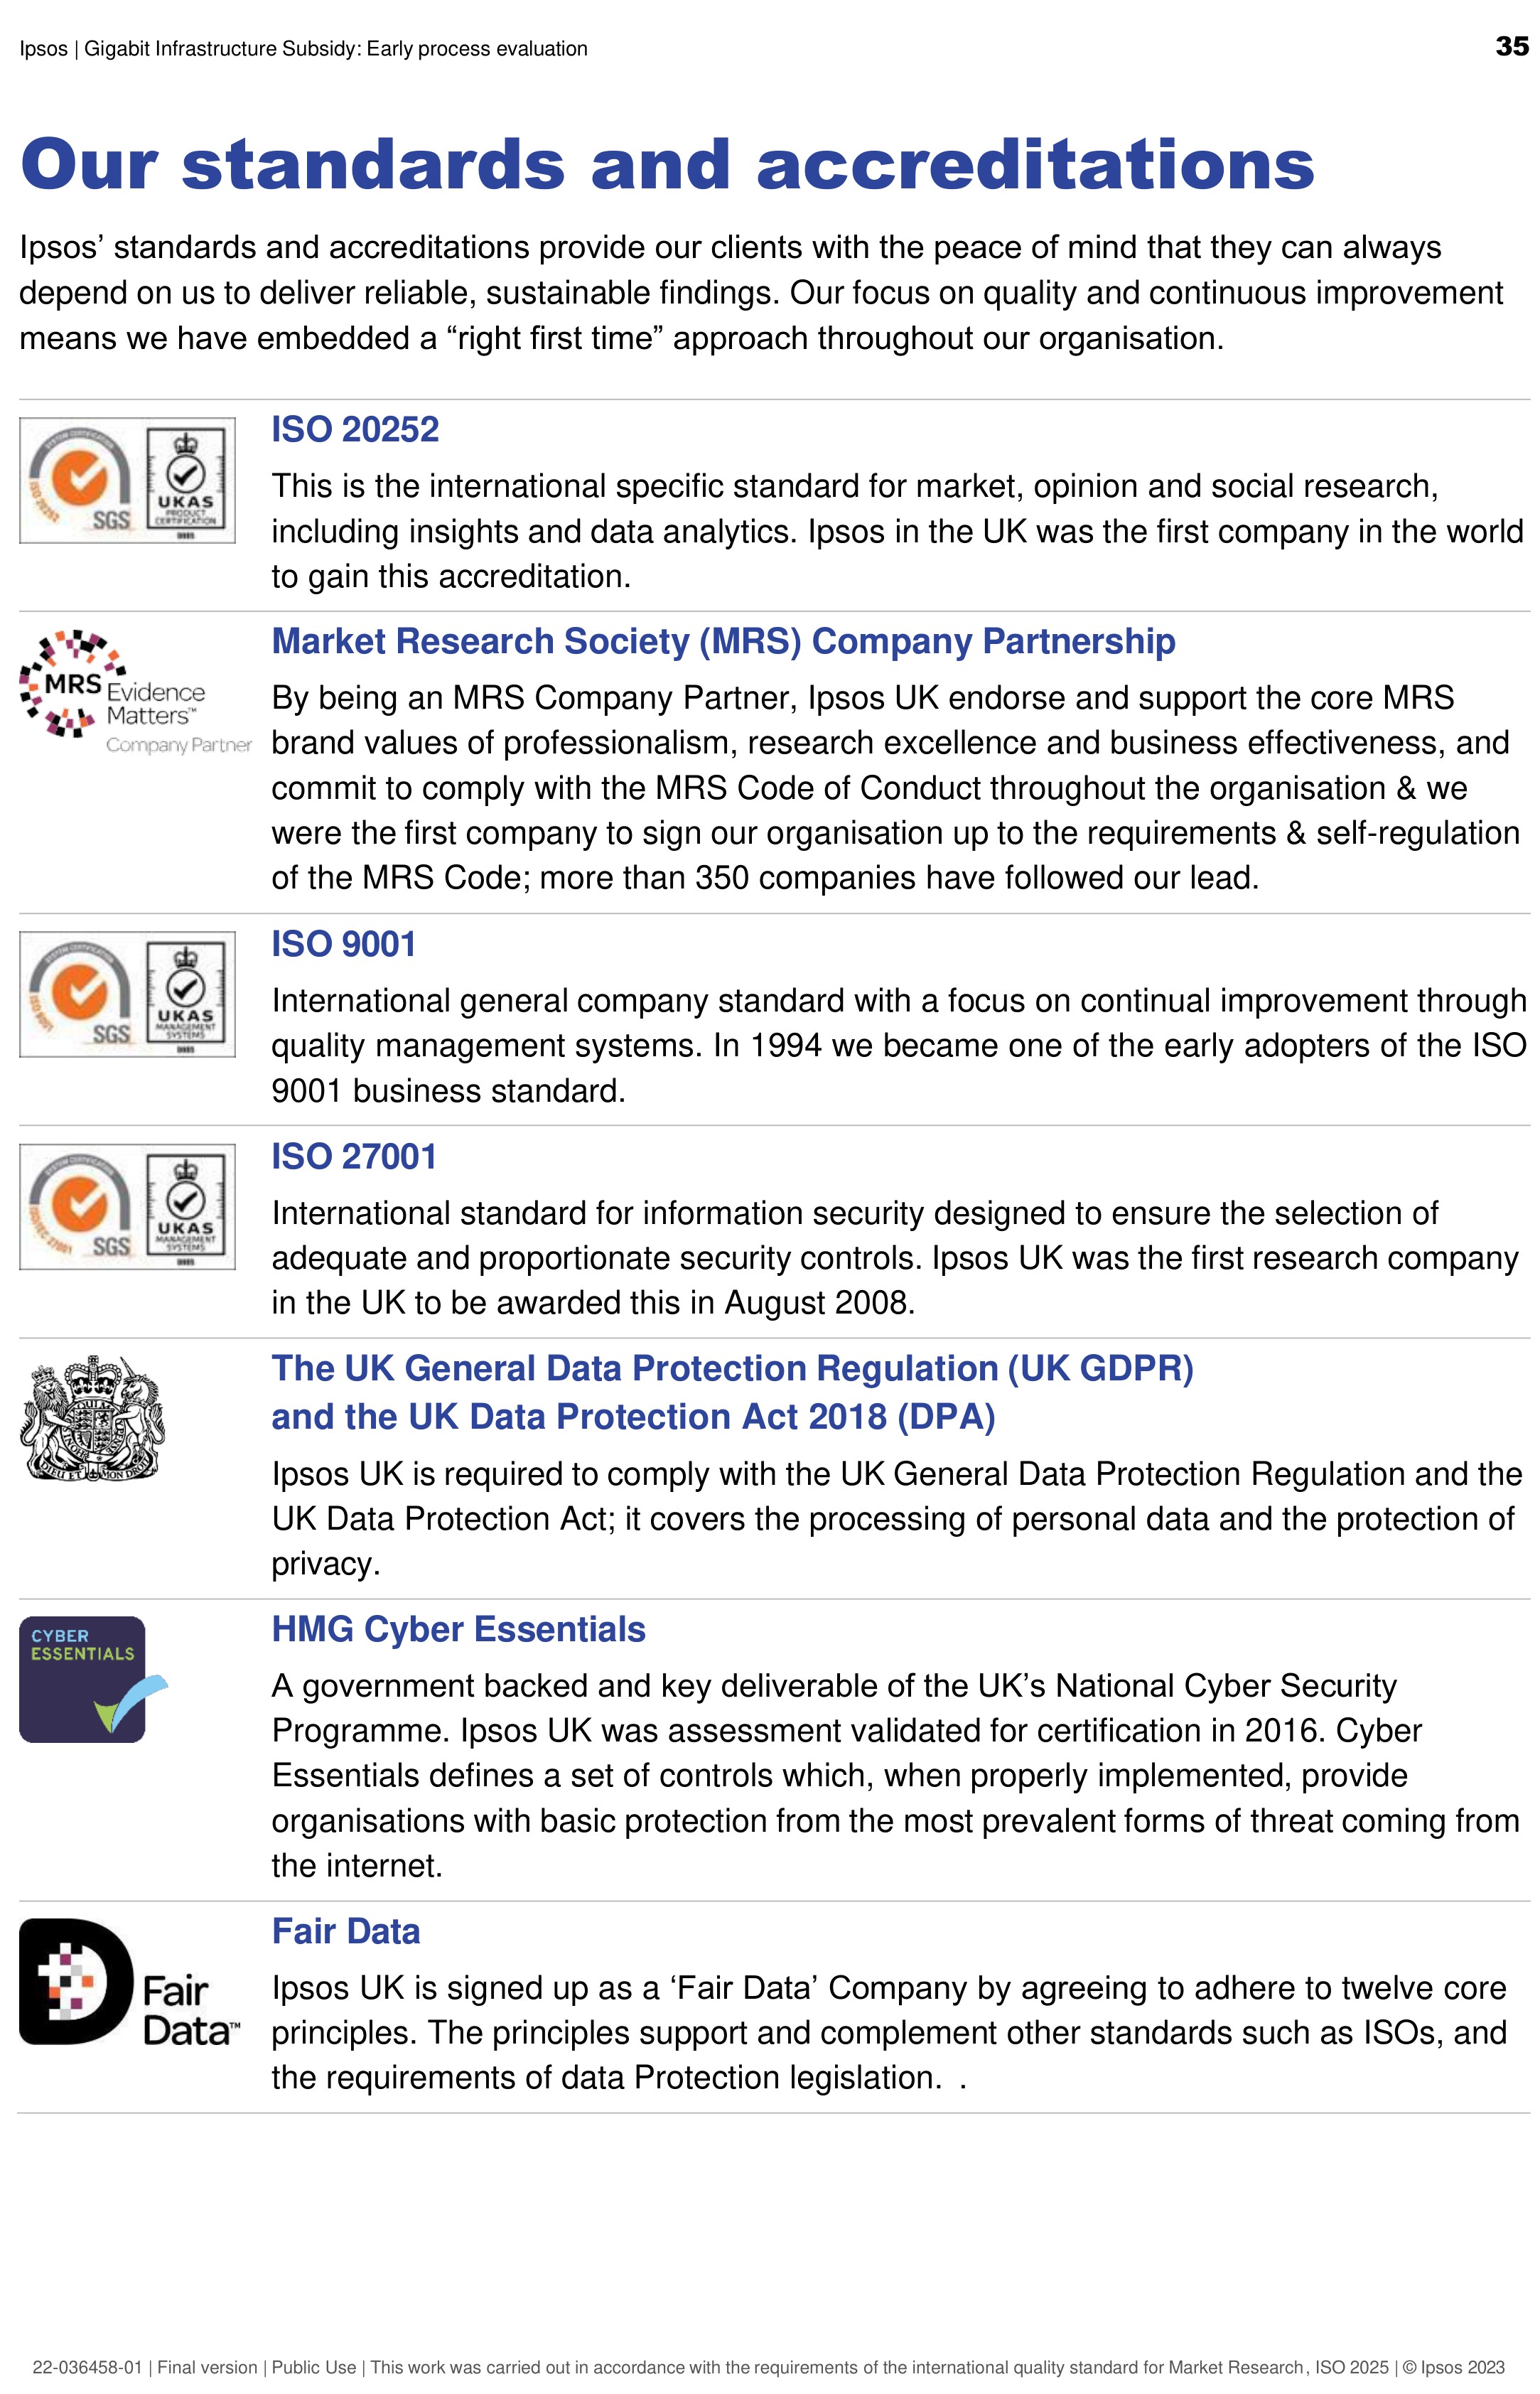 Ipsos | Gigabit Infrastructure Subsidy: Early process evaluation
35
Our standards and accreditations
Ipsos’ standards and accreditations provide our clients with the peace of mind that they can always
depend on us to deliver reliable, sustainable findings. Our focus on quality and continuous improvement
means we have embedded a “right first time” approach throughout our organisation.
SYSTEM CERTIFICATION
ISO 20252
SGS
UKAS
PRODUCT
CERTIFICATION
ISO 20252
This is the international specific standard for market, opinion and social research,
including insights and data analytics. Ipsos in the UK was the first company in the world
to gain this accreditation.
MRS Evidence
Matters™
Company Partner
Market Research Society (MRS) Company Partnership
By being an MRS Company Partner, Ipsos UK endorse and support the core MRS
brand values of professionalism, research excellence and business effectiveness, and
commit to comply with the MRS Code of Conduct throughout the organisation & we
were the first company to sign our organisation up to the requirements & self-regulation
of the MRS Code; more than 350 companies have followed our lead.
SYSTEM CERTIFICATION
ISO 9001
SGS
UKAS
MANAGEMENT
SYSTEMS
ISO 9001
International general company standard with a focus on continual improvement through
quality management systems. In 1994 we became one of the early adopters of the ISO
9001 business standard.
SYSTEM CERTIFICATION
ISO/IEC 27001
SGS
UKAS
MANAGEMENT
SYSTEMS
ISO 27001
International standard for information security designed to ensure the selection of
adequate and proportionate security controls. Ipsos UK was the first research company
in the UK to be awarded this in August 2008.
DIEU ET MON DROIT
The UK General Data Protection Regulation (UK GDPR)
and the UK Data Protection Act 2018 (DPA)
Ipsos UK is required to comply with the UK General Data Protection Regulation and the
UK Data Protection Act; it covers the processing of personal data and the protection of
privacy.
CYBER
ESSENTIALS
HMG Cyber Essentials
A government backed and key deliverable of the UK’s National Cyber Security
Programme. Ipsos UK was assessment validated for certification in 2016. Cyber
Essentials defines a set of controls which, when properly implemented, provide
organisations with basic protection from the most prevalent forms of threat coming from
the internet.
Fair
Data™
Fair Data
Ipsos UK is signed up as a ‘Fair Data’ Company by agreeing to adhere to twelve core
principles. The principles support and complement other standards such as ISOs, and
the requirements of data Protection legislation. .
22-036458-01 | Final version | Public Use | This work was carried out in accordance with the requirements of the international quality standard for Market Research, ISO 2025 | © Ipsos 2023